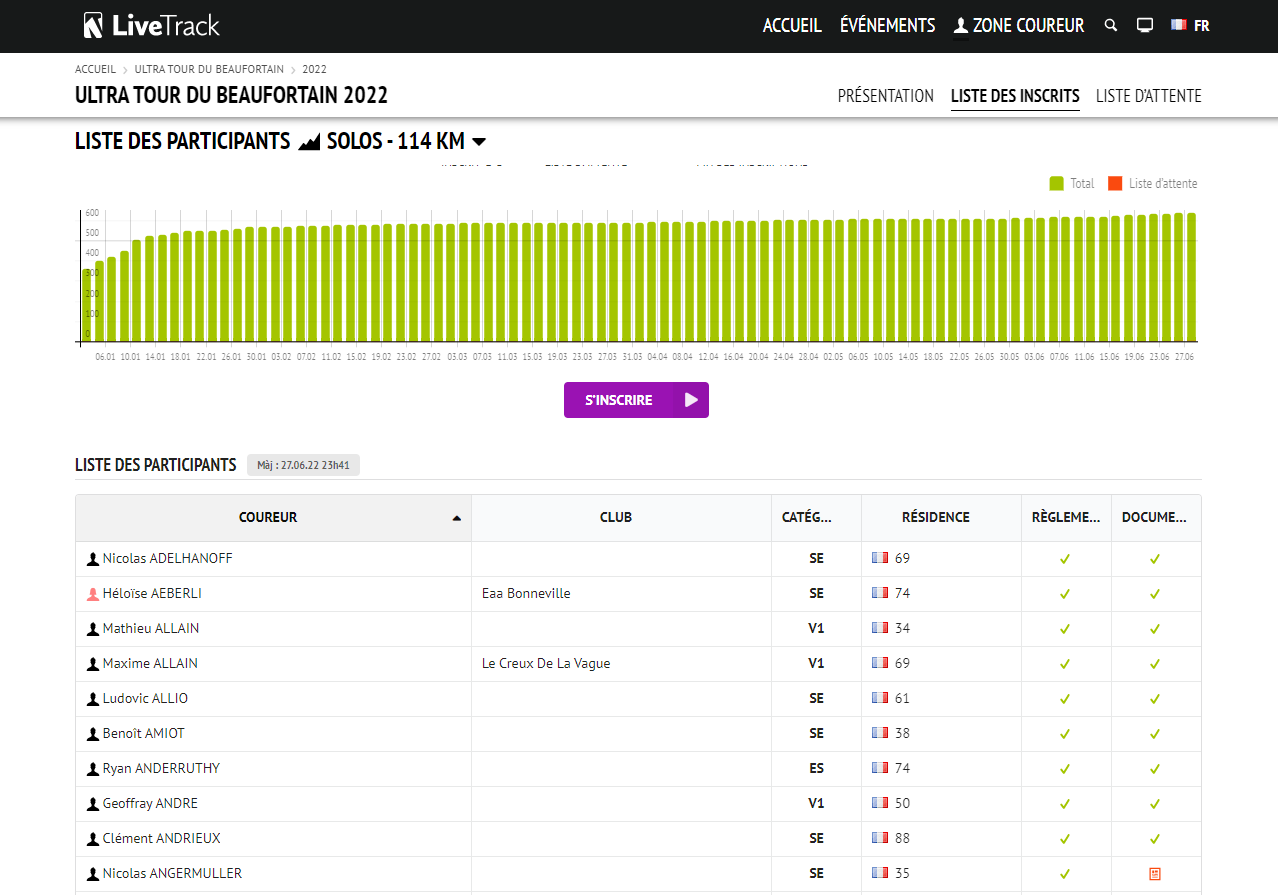 LiveTrack
ACCUEIL ÉVÉNEMENTS ZONE COUREUR FR
ACCUEIL › ULTRA TOUR DU BEAUFORTAIN › 2022
ULTRA TOUR DU BEAUFORTAIN 2022
PRÉSENTATION LISTE DES INSCRITS LISTE D'ATTENTE
LISTE DES PARTICIPANTS SOLOS - 114 KM
Total Liste d'attente
600
500
400
300
200
100
0
06.01 10.01 14.01 18.01 22.01 26.01 30.01 03.02 07.02 11.02 15.02 19.02 23.02 27.02 03.03 07.03 11.03 15.03 19.03 23.03 27.03 31.03 04.04 08.04 12.04 16.04 20.04 24.04 28.04 02.05 06.05 10.05 14.05 18.05 22.05 26.05 30.05 03.06 07.06 11.06 15.06 19.06 23.06 27.06
S'INSCRIRE
LISTE DES PARTICIPANTS Màj : 27.06.22 23h41
COUREUR CLUB CATÉG... RÉSIDENCE RÈGLEME... DOCUME...
Nicolas ADELHANOFF SE 69
Héloïse AEBERLI Eaa Bonneville SE 74
Mathieu ALLAIN V1 34
Maxime ALLAIN Le Creux De La Vague V1 69
Ludovic ALLIO SE 61
Benoît AMIOT SE 38
Ryan ANDERRUTHY ES 74
Geoffray ANDRE V1 50
Clément ANDRIEUX SE 88
Nicolas ANGERMULLER SE 35